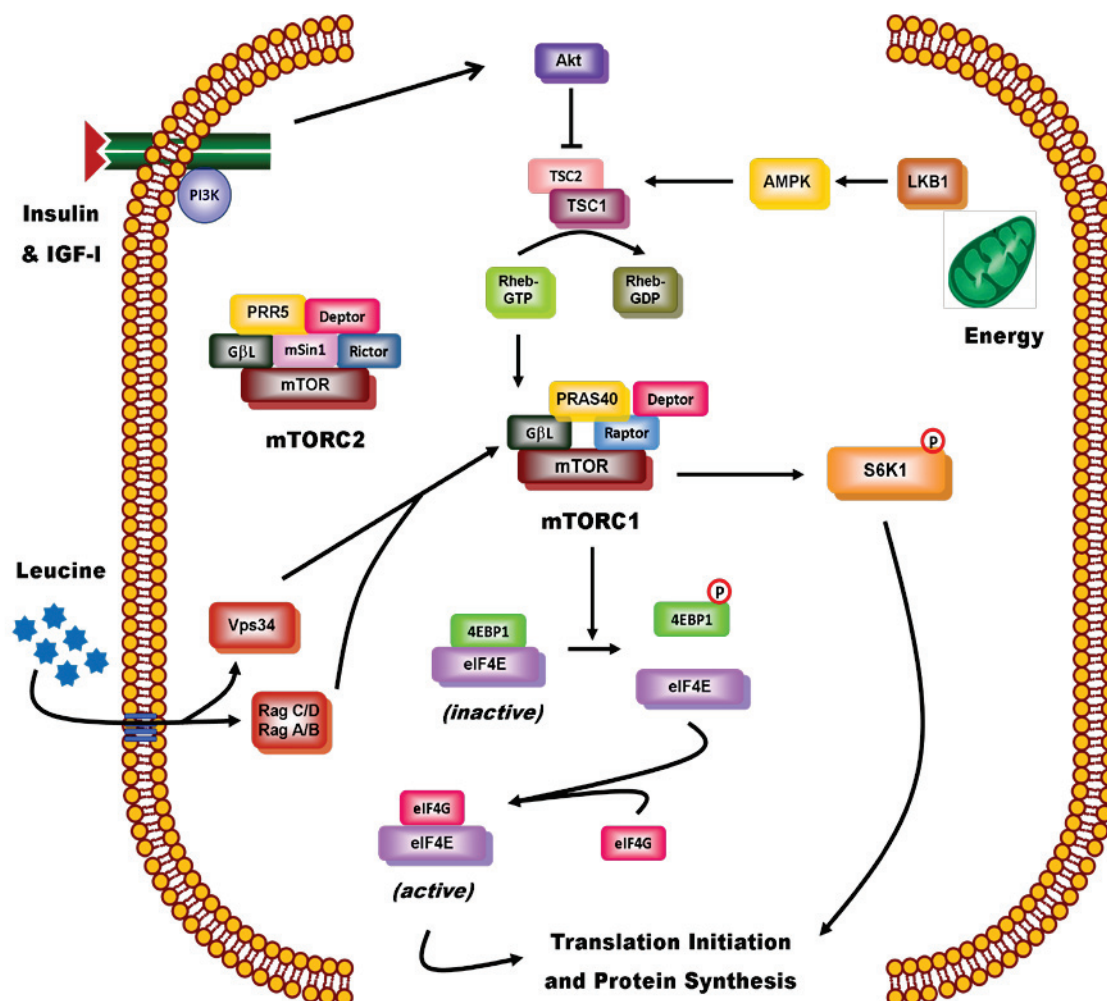 Akt
PI3K
Insulin
& IGF-I
TSC2
TSC1
AMPK
LKB1
Rheb-
GTP
Rheb-
GDP
Energy
PRR5
Deptor
GβL
mSin1
Rictor
mTOR
mTORC2
PRAS40
Deptor
GβL
Raptor
mTOR
mTORC1
S6K1
P
Leucine
Vps34
Rag C/D
Rag A/B
4EBP1
eIF4E
(inactive)
P
4EBP1
eIF4E
eIF4G
eIF4E
(active)
eIF4G
Translation Initiation
and Protein Synthesis